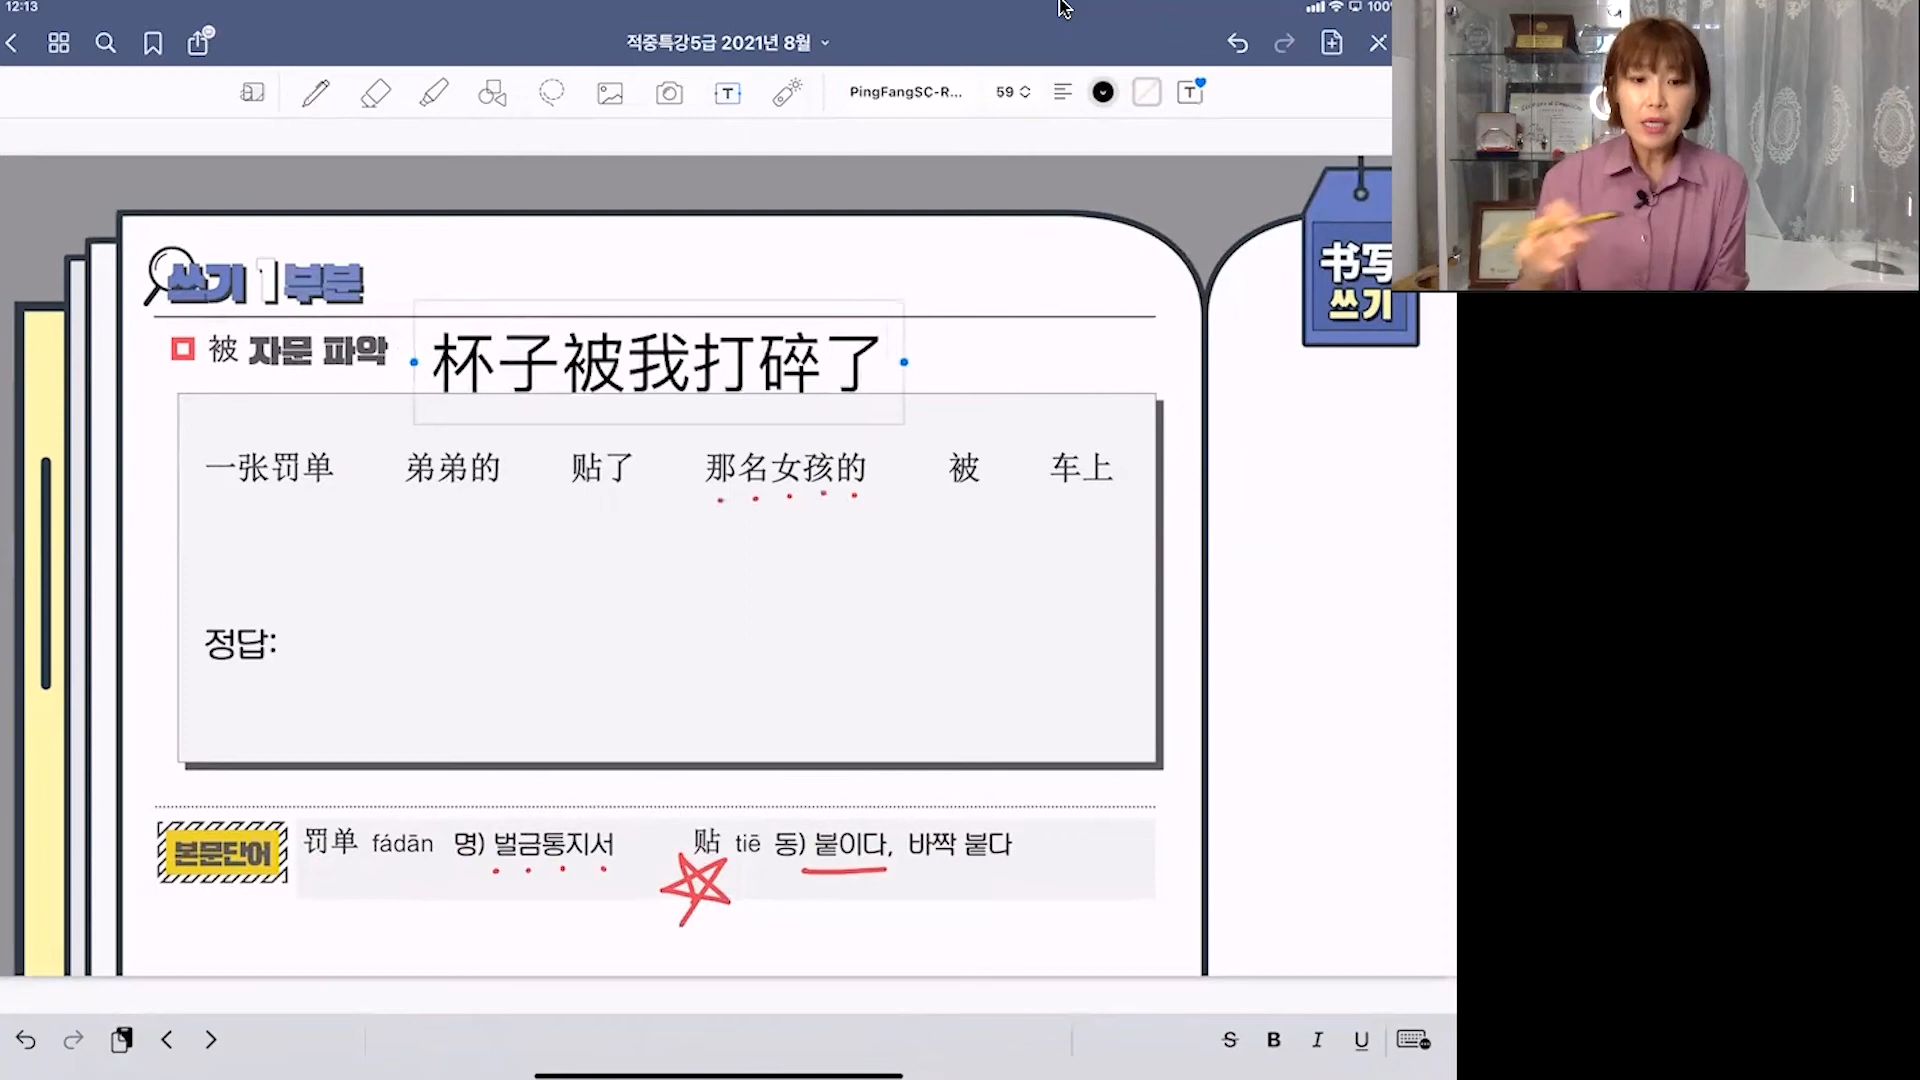 12:13
100%
적중특강5급 2021년 8월
PingFangSC-R... 59
쓰기 1 부분
书写
쓰기
被 자문 파악
杯子被我打碎了
一张罚单 弟弟的 贴了 那名女孩的 被 车上
정답:
본문단어 罚单 fádān 명) 벌금통지서 贴 tiē 동) 붙이다, 바짝 붙다
S B I U